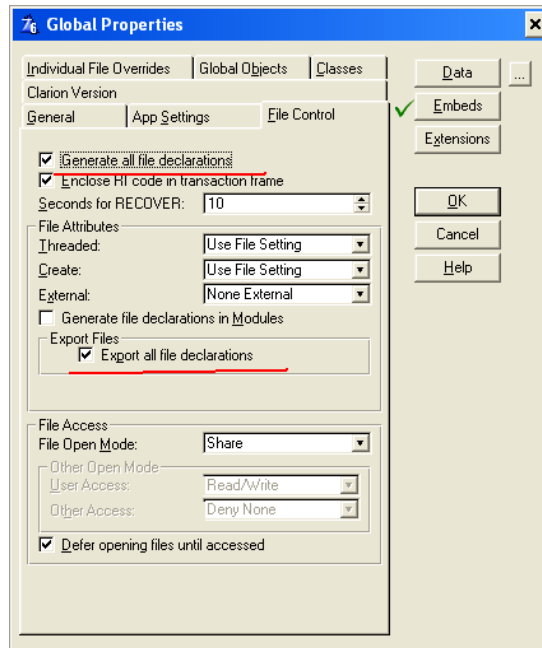 Global Properties
Individual File Overrides Global Objects Classes
Clarion Version
General App Settings File Control
Data ...
Embeds
Extensions
OK
Cancel
Help
Generate all file declarations
Enclose RI code in transaction frame
Seconds for RECOVER: 10
File Attributes
Threaded: Use File Setting
Create: Use File Setting
External: None External
Generate file declarations in Modules
Export Files
Export all file declarations
File Access
File Open Mode: Share
Other Open Mode
User Access: Read/Write
Other Access: Deny None
Defer opening files until accessed